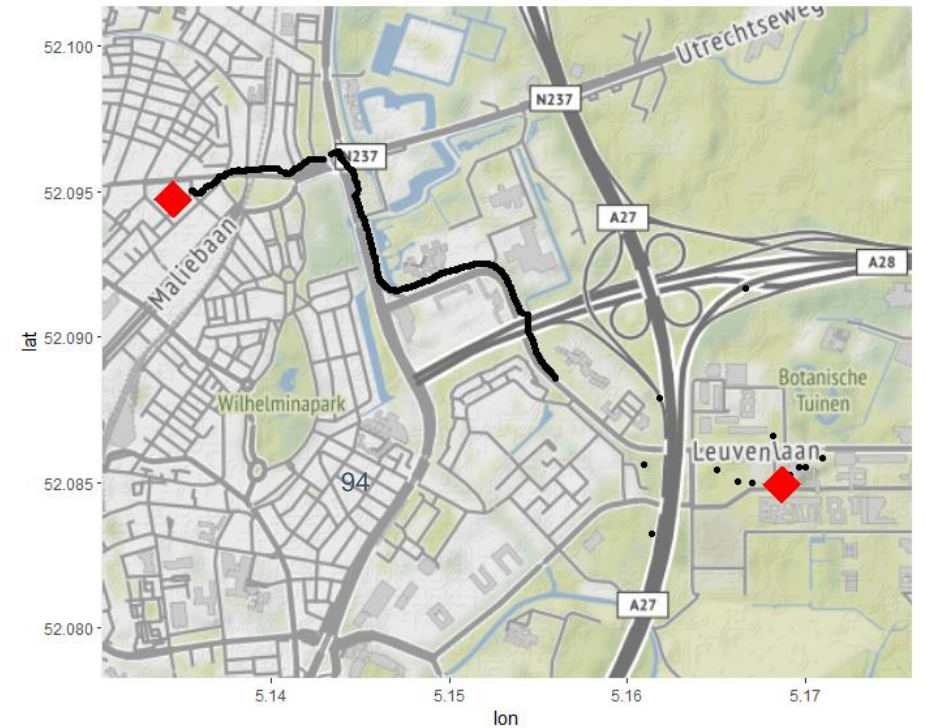 52.100
52.095
52.090
52.085
52.080
lat
Utrechtseweg
N237
N237
A27
A28
Maliebaan
Wilhelminapark
Botanische
Tuinen
Leuvenlaan
94
A27
5.14
5.15
5.16
5.17
lon